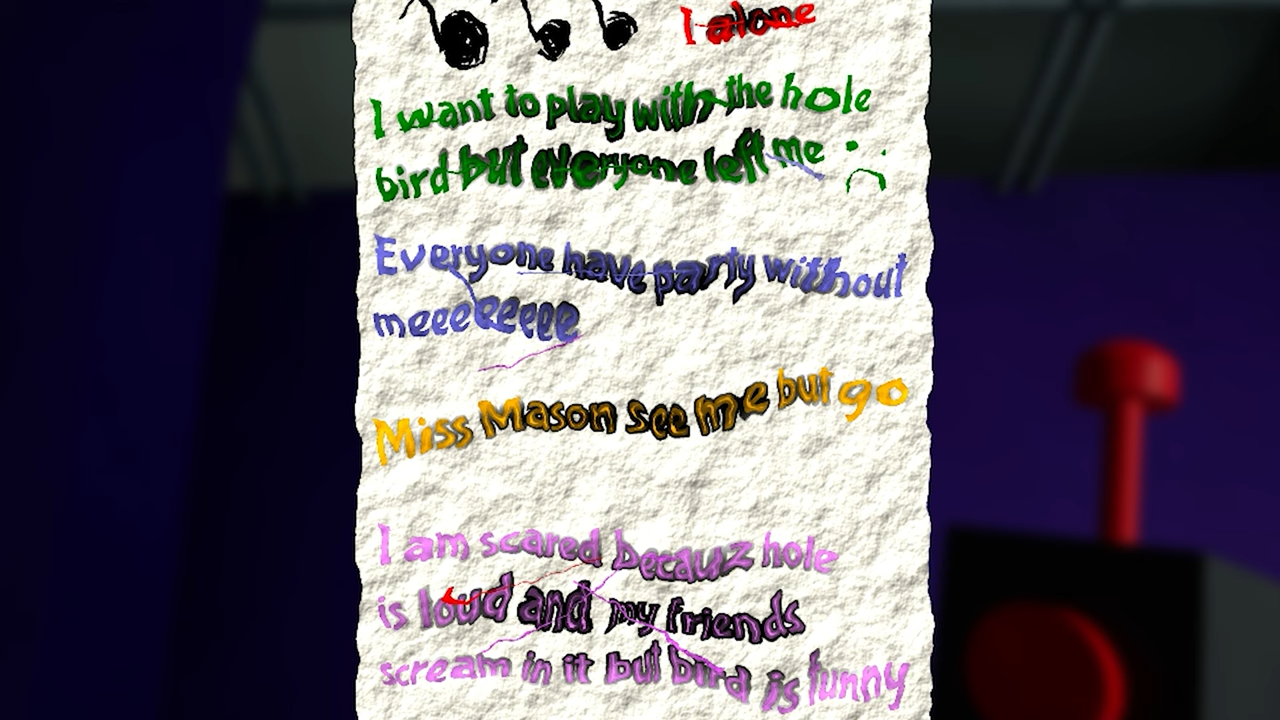 I alone
I want to play with the hole
bird but everyone left me :(
Everyone have party without
meeeeeeeee
Miss Mason see me but go
I am scared becauz hole
is loud and my friends
scream in it but bird is funny